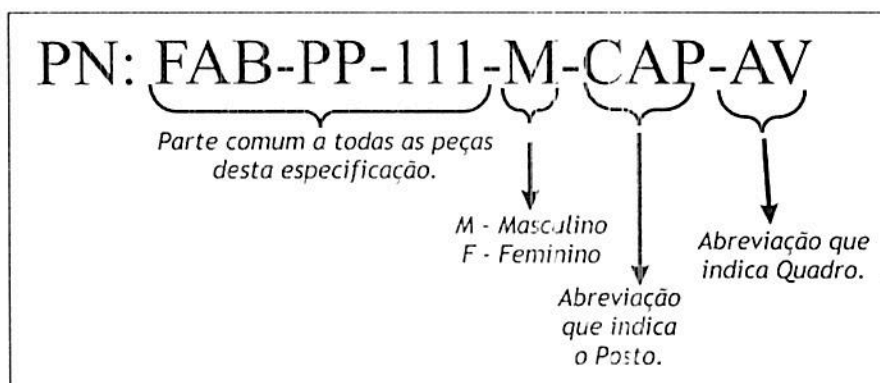 PN: FAB-PP-111-M-CAP-AV
Parte comum a todas as peças
desta especificação.
M - Masculino
F - Feminino
Abreviação
que indica
o Posto.
Abreviação que
indica Quadro.